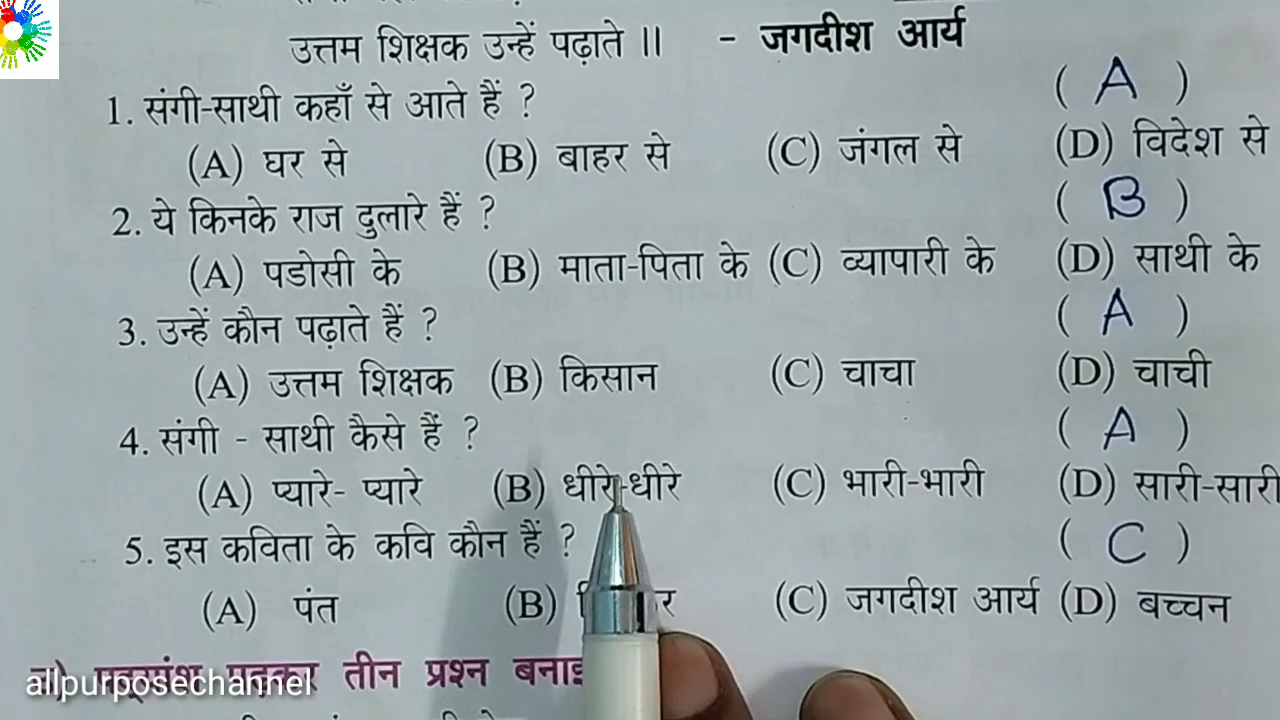 उत्तम शिक्षक उन्हें पढ़ाते ॥ - जगदीश आर्य
1. संगी-साथी कहाँ से आते हैं ? ( A )
(A) घर से (B) बाहर से (C) जंगल से (D) विदेश से
2. ये किनके राज दुलारे हैं ? ( B )
(A) पडोसी के (B) माता-पिता के (C) व्यापारी के (D) साथी के
3. उन्हें कौन पढ़ाते हैं ? ( A )
(A) उत्तम शिक्षक (B) किसान (C) चाचा (D) चाची
4. संगी - साथी कैसे हैं ? ( A )
(A) प्यारे- प्यारे (B) धीरे-धीरे (C) भारी-भारी (D) सारी-सारी
5. इस कविता के कवि कौन हैं ? ( C )
(A) पंत (B) (C) जगदीश आर्य (D) बच्चन
तीन प्रश्न
allpurposechannel